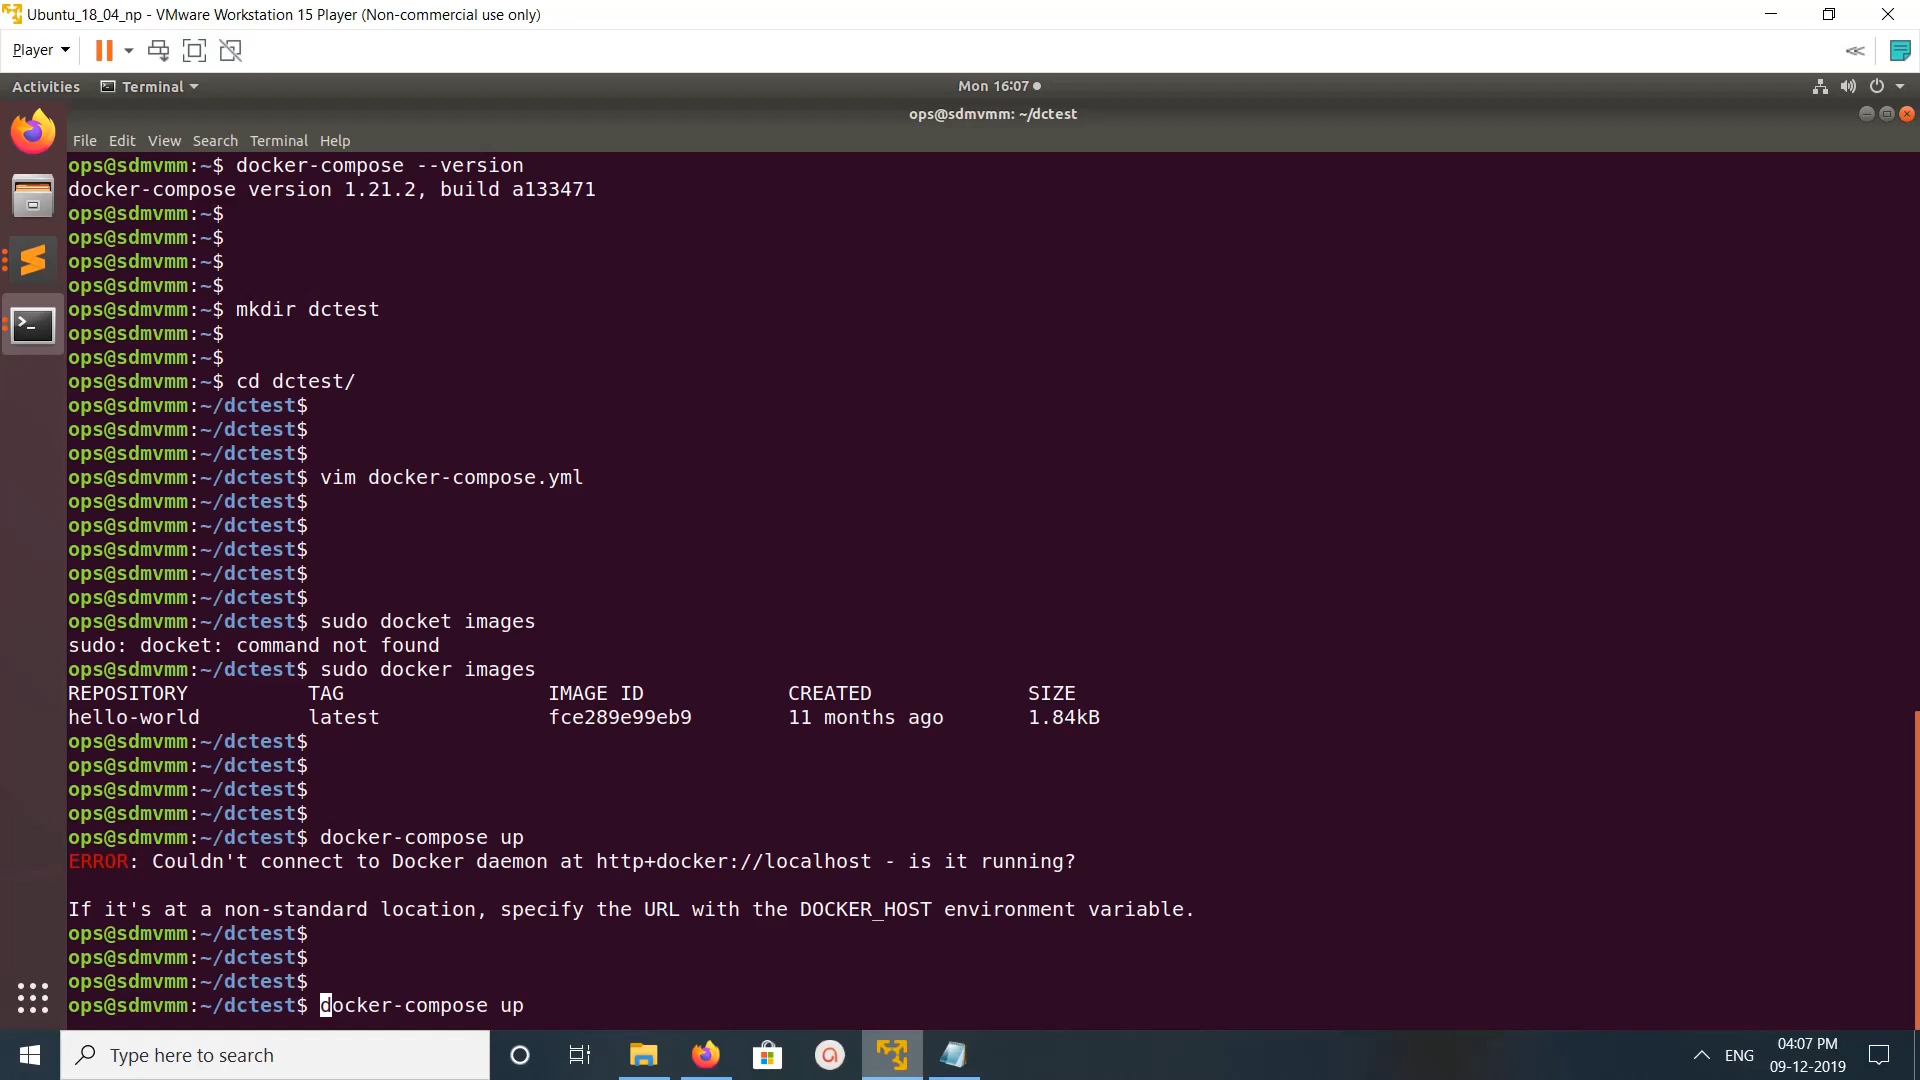 Ubuntu_18_04_np - VMware Workstation 15 Player (Non-commercial use only)
Player
Activities Terminal Mon 16:07
ops@sdmvmm: ~/dctest
File Edit View Search Terminal Help
ops@sdmvmm:~$ docker-compose --version
docker-compose version 1.21.2, build a133471
ops@sdmvmm:~$
ops@sdmvmm:~$
ops@sdmvmm:~$
ops@sdmvmm:~$
ops@sdmvmm:~$ mkdir dctest
ops@sdmvmm:~$
ops@sdmvmm:~$
ops@sdmvmm:~$ cd dctest/
ops@sdmvmm:~/dctest$
ops@sdmvmm:~/dctest$
ops@sdmvmm:~/dctest$
ops@sdmvmm:~/dctest$ vim docker-compose.yml
ops@sdmvmm:~/dctest$
ops@sdmvmm:~/dctest$
ops@sdmvmm:~/dctest$
ops@sdmvmm:~/dctest$
ops@sdmvmm:~/dctest$
ops@sdmvmm:~/dctest$ sudo docket images
sudo: docket: command not found
ops@sdmvmm:~/dctest$ sudo docker images
REPOSITORY TAG IMAGE ID CREATED SIZE
hello-world latest fce289e99eb9 11 months ago 1.84kB
ops@sdmvmm:~/dctest$
ops@sdmvmm:~/dctest$
ops@sdmvmm:~/dctest$
ops@sdmvmm:~/dctest$
ops@sdmvmm:~/dctest$ docker-compose up
ERROR: Couldn't connect to Docker daemon at http+docker://localhost - is it running?
If it's at a non-standard location, specify the URL with the DOCKER_HOST environment variable.
ops@sdmvmm:~/dctest$
ops@sdmvmm:~/dctest$
ops@sdmvmm:~/dctest$
ops@sdmvmm:~/dctest$ docker-compose up
Type here to search
ENG
04:07 PM
09-12-2019